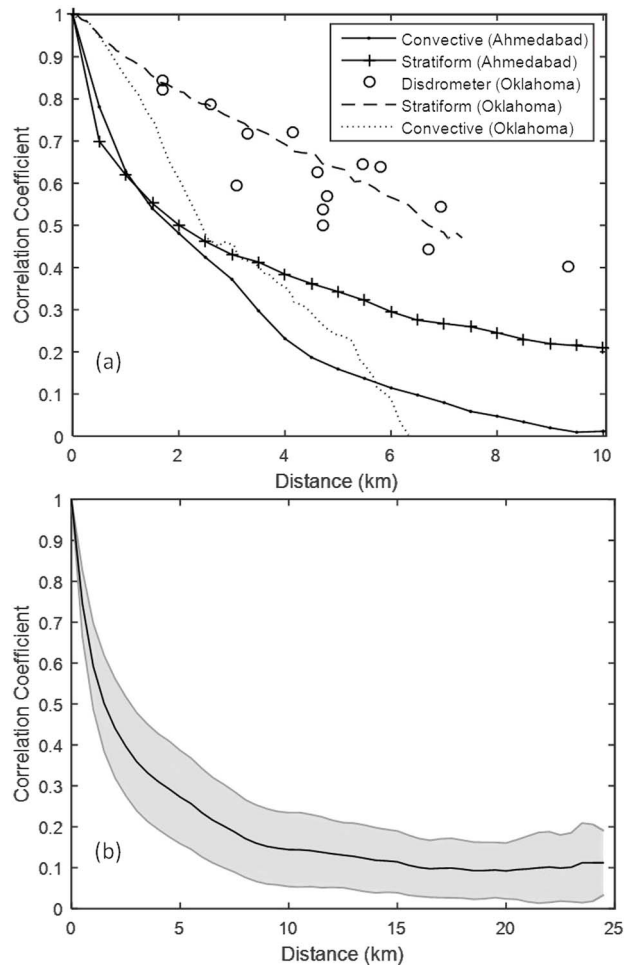 1
0.9
0.8
0.7
0.6
0.5
0.4
0.3
0.2
0.1
0
Correlation Coefficient
Convective (Ahmedabad)
Stratiform (Ahmedabad)
Disdrometer (Oklahoma)
Stratiform (Oklahoma)
Convective (Oklahoma)
(a)
0 2 4 6 8 10
Distance (km)
1
0.9
0.8
0.7
0.6
0.5
0.4
0.3
0.2
0.1
0
Correlation Coefficient
(b)
0 5 10 15 20 25
Distance (km)